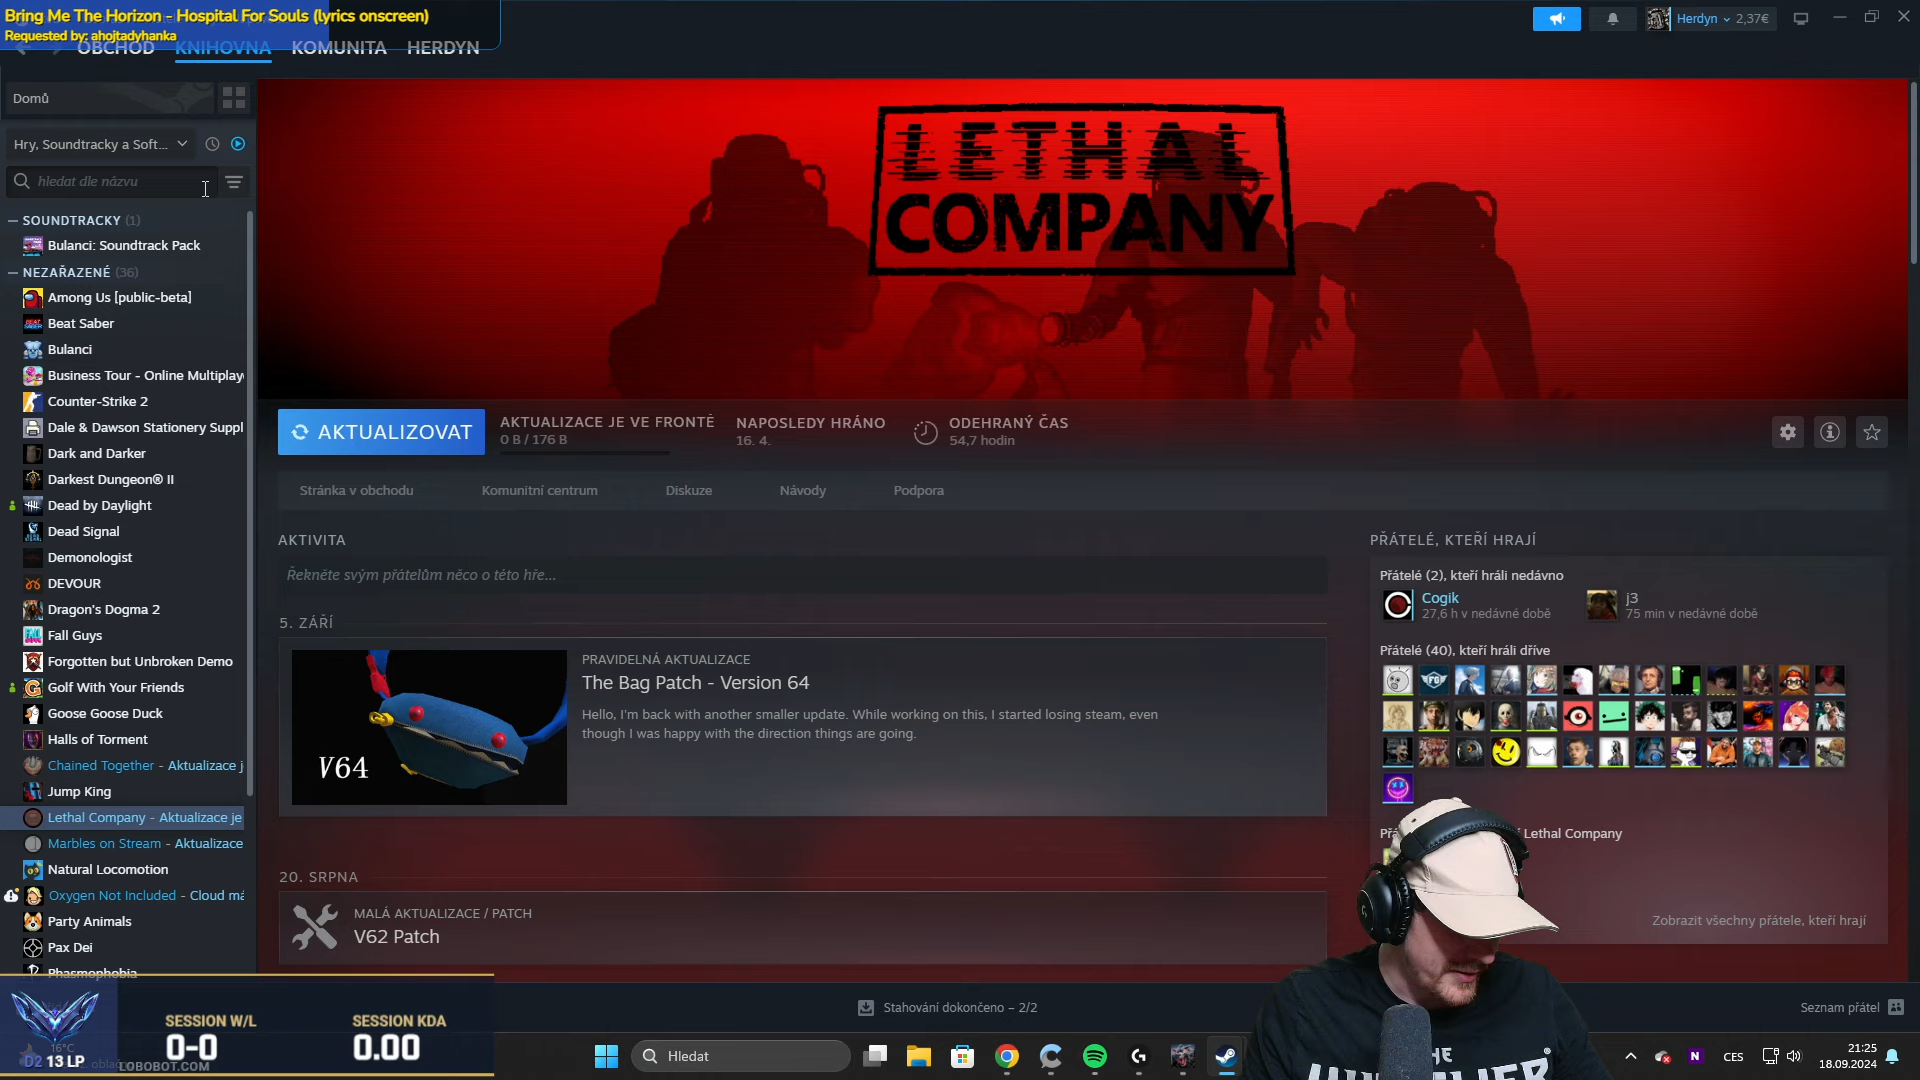 Bring Me The Horizon - Hospital For Souls (lyrics onscreen)
Requested by: ahojtadyhanka
OBCHOD KNIHOVNA KOMUNITA HERDYN
Herdyn 2,37€
Domů
Hry, Soundtracky a Soft...
hledat dle názvu
SOUNDTRACKY (1)
Bulanci: Soundtrack Pack
NEZAŘAZENÉ (36)
Among Us [public-beta]
Beat Saber
Bulanci
Business Tour - Online Multiplay
Counter-Strike 2
Dale & Dawson Stationery Suppl
Dark and Darker
Darkest Dungeon® II
Dead by Daylight
Dead Signal
Demonologist
DEVOUR
Dragon's Dogma 2
Fall Guys
Forgotten but Unbroken Demo
Golf With Your Friends
Goose Goose Duck
Halls of Torment
Chained Together - Aktualizace j
Jump King
Lethal Company - Aktualizace je
Marbles on Stream - Aktualizace
Natural Locomotion
Oxygen Not Included - Cloud má
Party Animals
Pax Dei
Phasmophobia
LETHAL
COMPANY
AKTUALIZOVAT
AKTUALIZACE JE VE FRONTĚ
0 B / 176 B
NAPOSLEDY HRÁNO
16. 4.
ODEHRANÝ ČAS
54,7 hodin
Stránka v obchodu Komunitní centrum Diskuze Návody Podpora
AKTIVITA
Řekněte svým přátelům něco o této hře...
5. ZÁŘÍ
V64
PRAVIDELNÁ AKTUALIZACE
The Bag Patch - Version 64
Hello, I'm back with another smaller update. While working on this, I started losing steam, even
though I was happy with the direction things are going.
20. SRPNA
MALÁ AKTUALIZACE / PATCH
V62 Patch
PŘÁTELÉ, KTEŘÍ HRAJÍ
Přátelé (2), kteří hráli nedávno
Cogik
27,6 h v nedávné době
j3
75 min v nedávné době
Přátelé (40), kteří hráli dříve
Lethal Company
Zobrazit všechny přátele, kteří hrají
Stahování dokončeno – 2/2
Seznam přátel
SESSION W/L
0-0
SESSION KDA
0.00
16°C
D2 13 LP
LOBOBOT.COM
Hledat
CES
21:25
18.09.2024